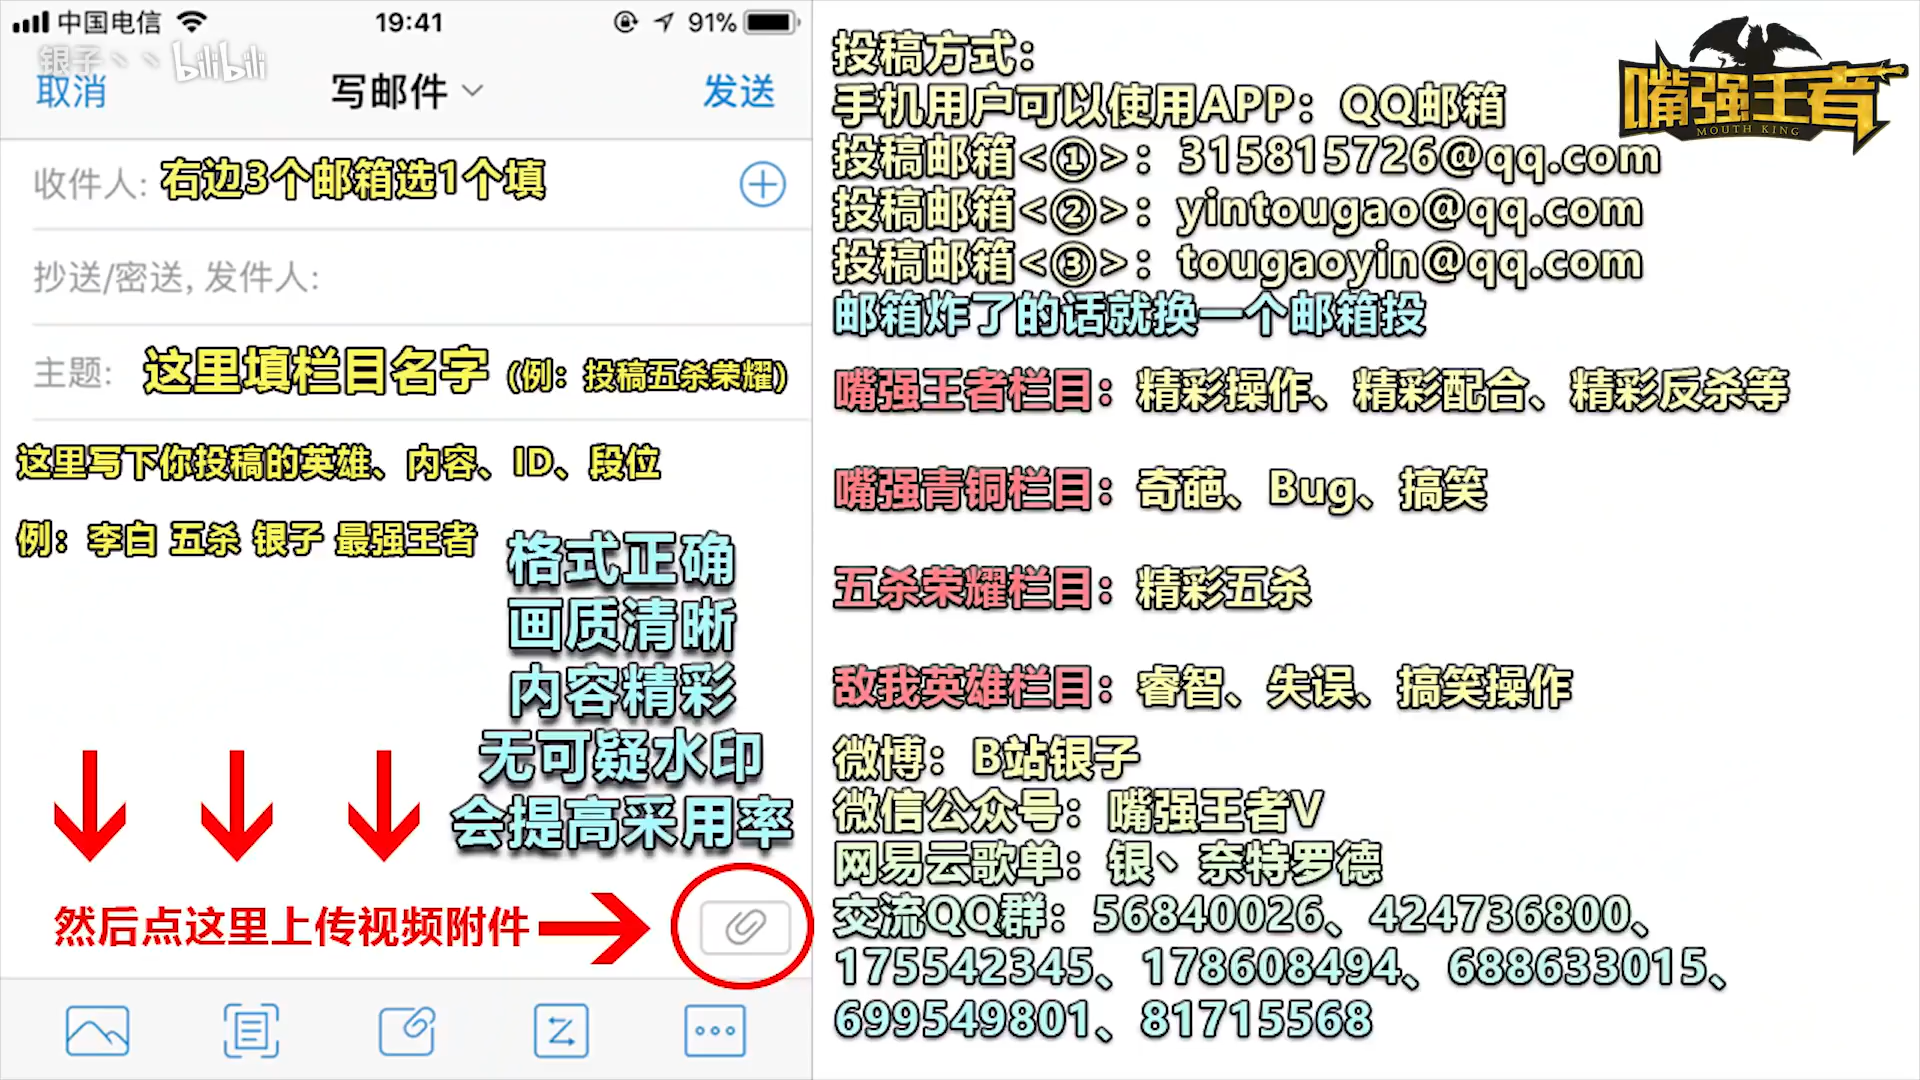 中国电信
19:41
91%
银子丶丶 bilibili
取消
写邮件
发送
收件人:
右边3个邮箱选1个填
抄送/密送, 发件人:
主题:
这里填栏目名字 (例：投稿五杀荣耀)
这里写下你投稿的英雄、内容、ID、段位
例：李白 五杀 银子 最强王者
格式正确
画质清晰
内容精彩
无可疑水印
会提高采用率
然后点这里上传视频附件
投稿方式：
手机用户可以使用APP：QQ邮箱
投稿邮箱<①>：315815726@qq.com
投稿邮箱<②>：yintougao@qq.com
投稿邮箱<③>：tougaoyin@qq.com
邮箱炸了的话就换一个邮箱投
嘴强王者栏目：精彩操作、精彩配合、精彩反杀等
嘴强青铜栏目：奇葩、Bug、搞笑
五杀荣耀栏目：精彩五杀
敌我英雄栏目：睿智、失误、搞笑操作
微博：B站银子
微信公众号：嘴强王者V
网易云歌单：银丶奈特罗德
交流QQ群：56840026、424736800、
175542345、178608494、688633015、
699549801、81715568
嘴强王者
MOUTH KING